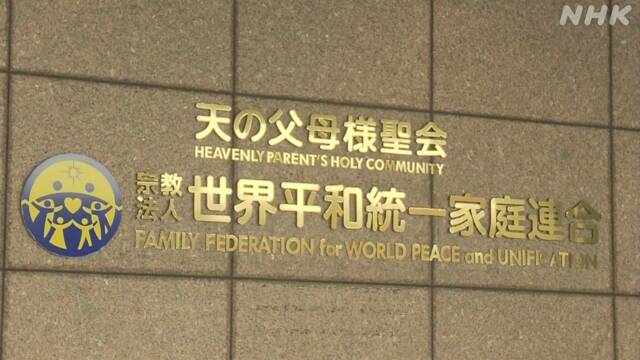 NHK
天の父母様聖会
HEAVENLY PARENT'S HOLY COMMUNITY
宗教法人 世界平和統一家庭連合
FAMILY FEDERATION for WORLD PEACE and UNIFICATION